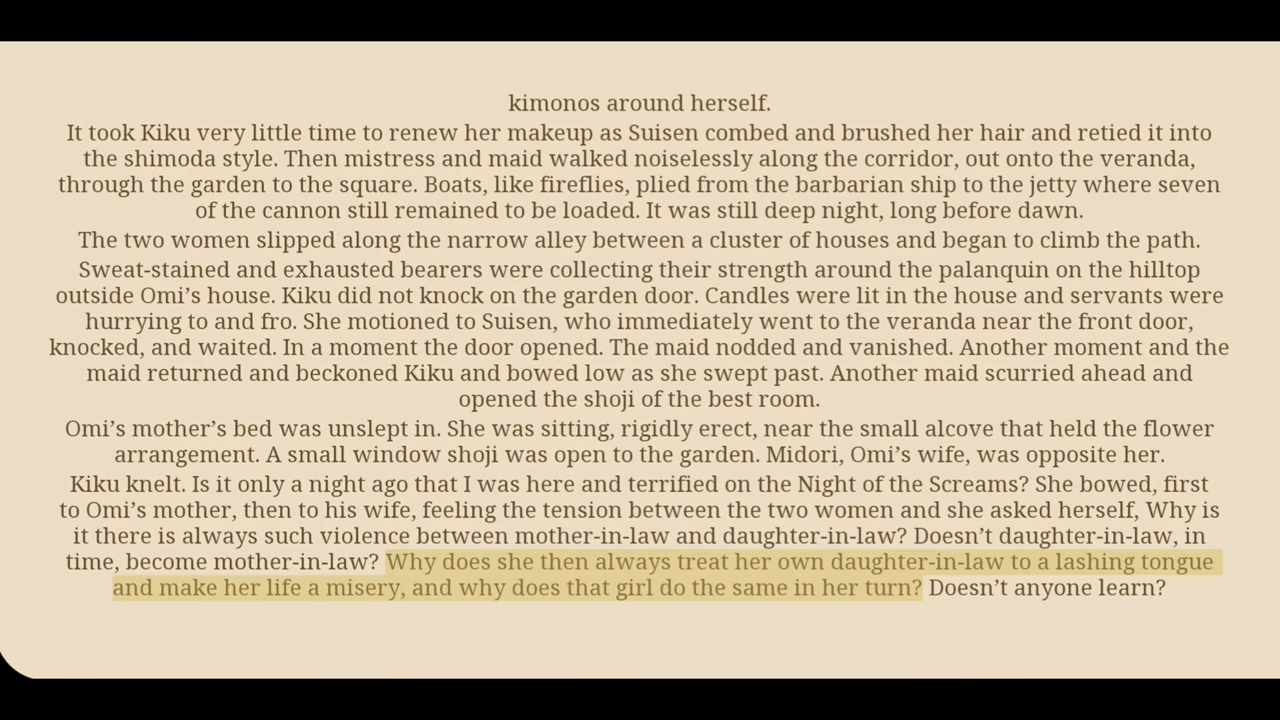 kimonos around herself.
It took Kiku very little time to renew her makeup as Suisen combed and brushed her hair and retied it into
the shimoda style. Then mistress and maid walked noiselessly along the corridor, out onto the veranda,
through the garden to the square. Boats, like fireflies, plied from the barbarian ship to the jetty where seven
of the cannon still remained to be loaded. It was still deep night, long before dawn.
The two women slipped along the narrow alley between a cluster of houses and began to climb the path.
Sweat-stained and exhausted bearers were collecting their strength around the palanquin on the hilltop
outside Omi’s house. Kiku did not knock on the garden door. Candles were lit in the house and servants were
hurrying to and fro. She motioned to Suisen, who immediately went to the veranda near the front door,
knocked, and waited. In a moment the door opened. The maid nodded and vanished. Another moment and the
maid returned and beckoned Kiku and bowed low as she swept past. Another maid scurried ahead and
opened the shoji of the best room.
Omi’s mother’s bed was unslept in. She was sitting, rigidly erect, near the small alcove that held the flower
arrangement. A small window shoji was open to the garden. Midori, Omi’s wife, was opposite her.
Kiku knelt. Is it only a night ago that I was here and terrified on the Night of the Screams? She bowed, first
to Omi’s mother, then to his wife, feeling the tension between the two women and she asked herself, Why is
it there is always such violence between mother-in-law and daughter-in-law? Doesn’t daughter-in-law, in
time, become mother-in-law? Why does she then always treat her own daughter-in-law to a lashing tongue
and make her life a misery, and why does that girl do the same in her turn? Doesn’t anyone learn?